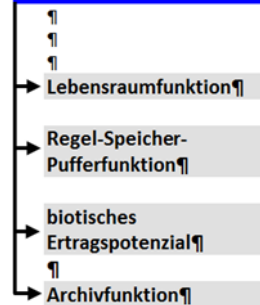 ¶
¶
¶
Lebensraumfunktion¶
Regel-Speicher-
Pufferfunktion¶
biotisches
Ertragspotenzial¶
¶
Archivfunktion¶